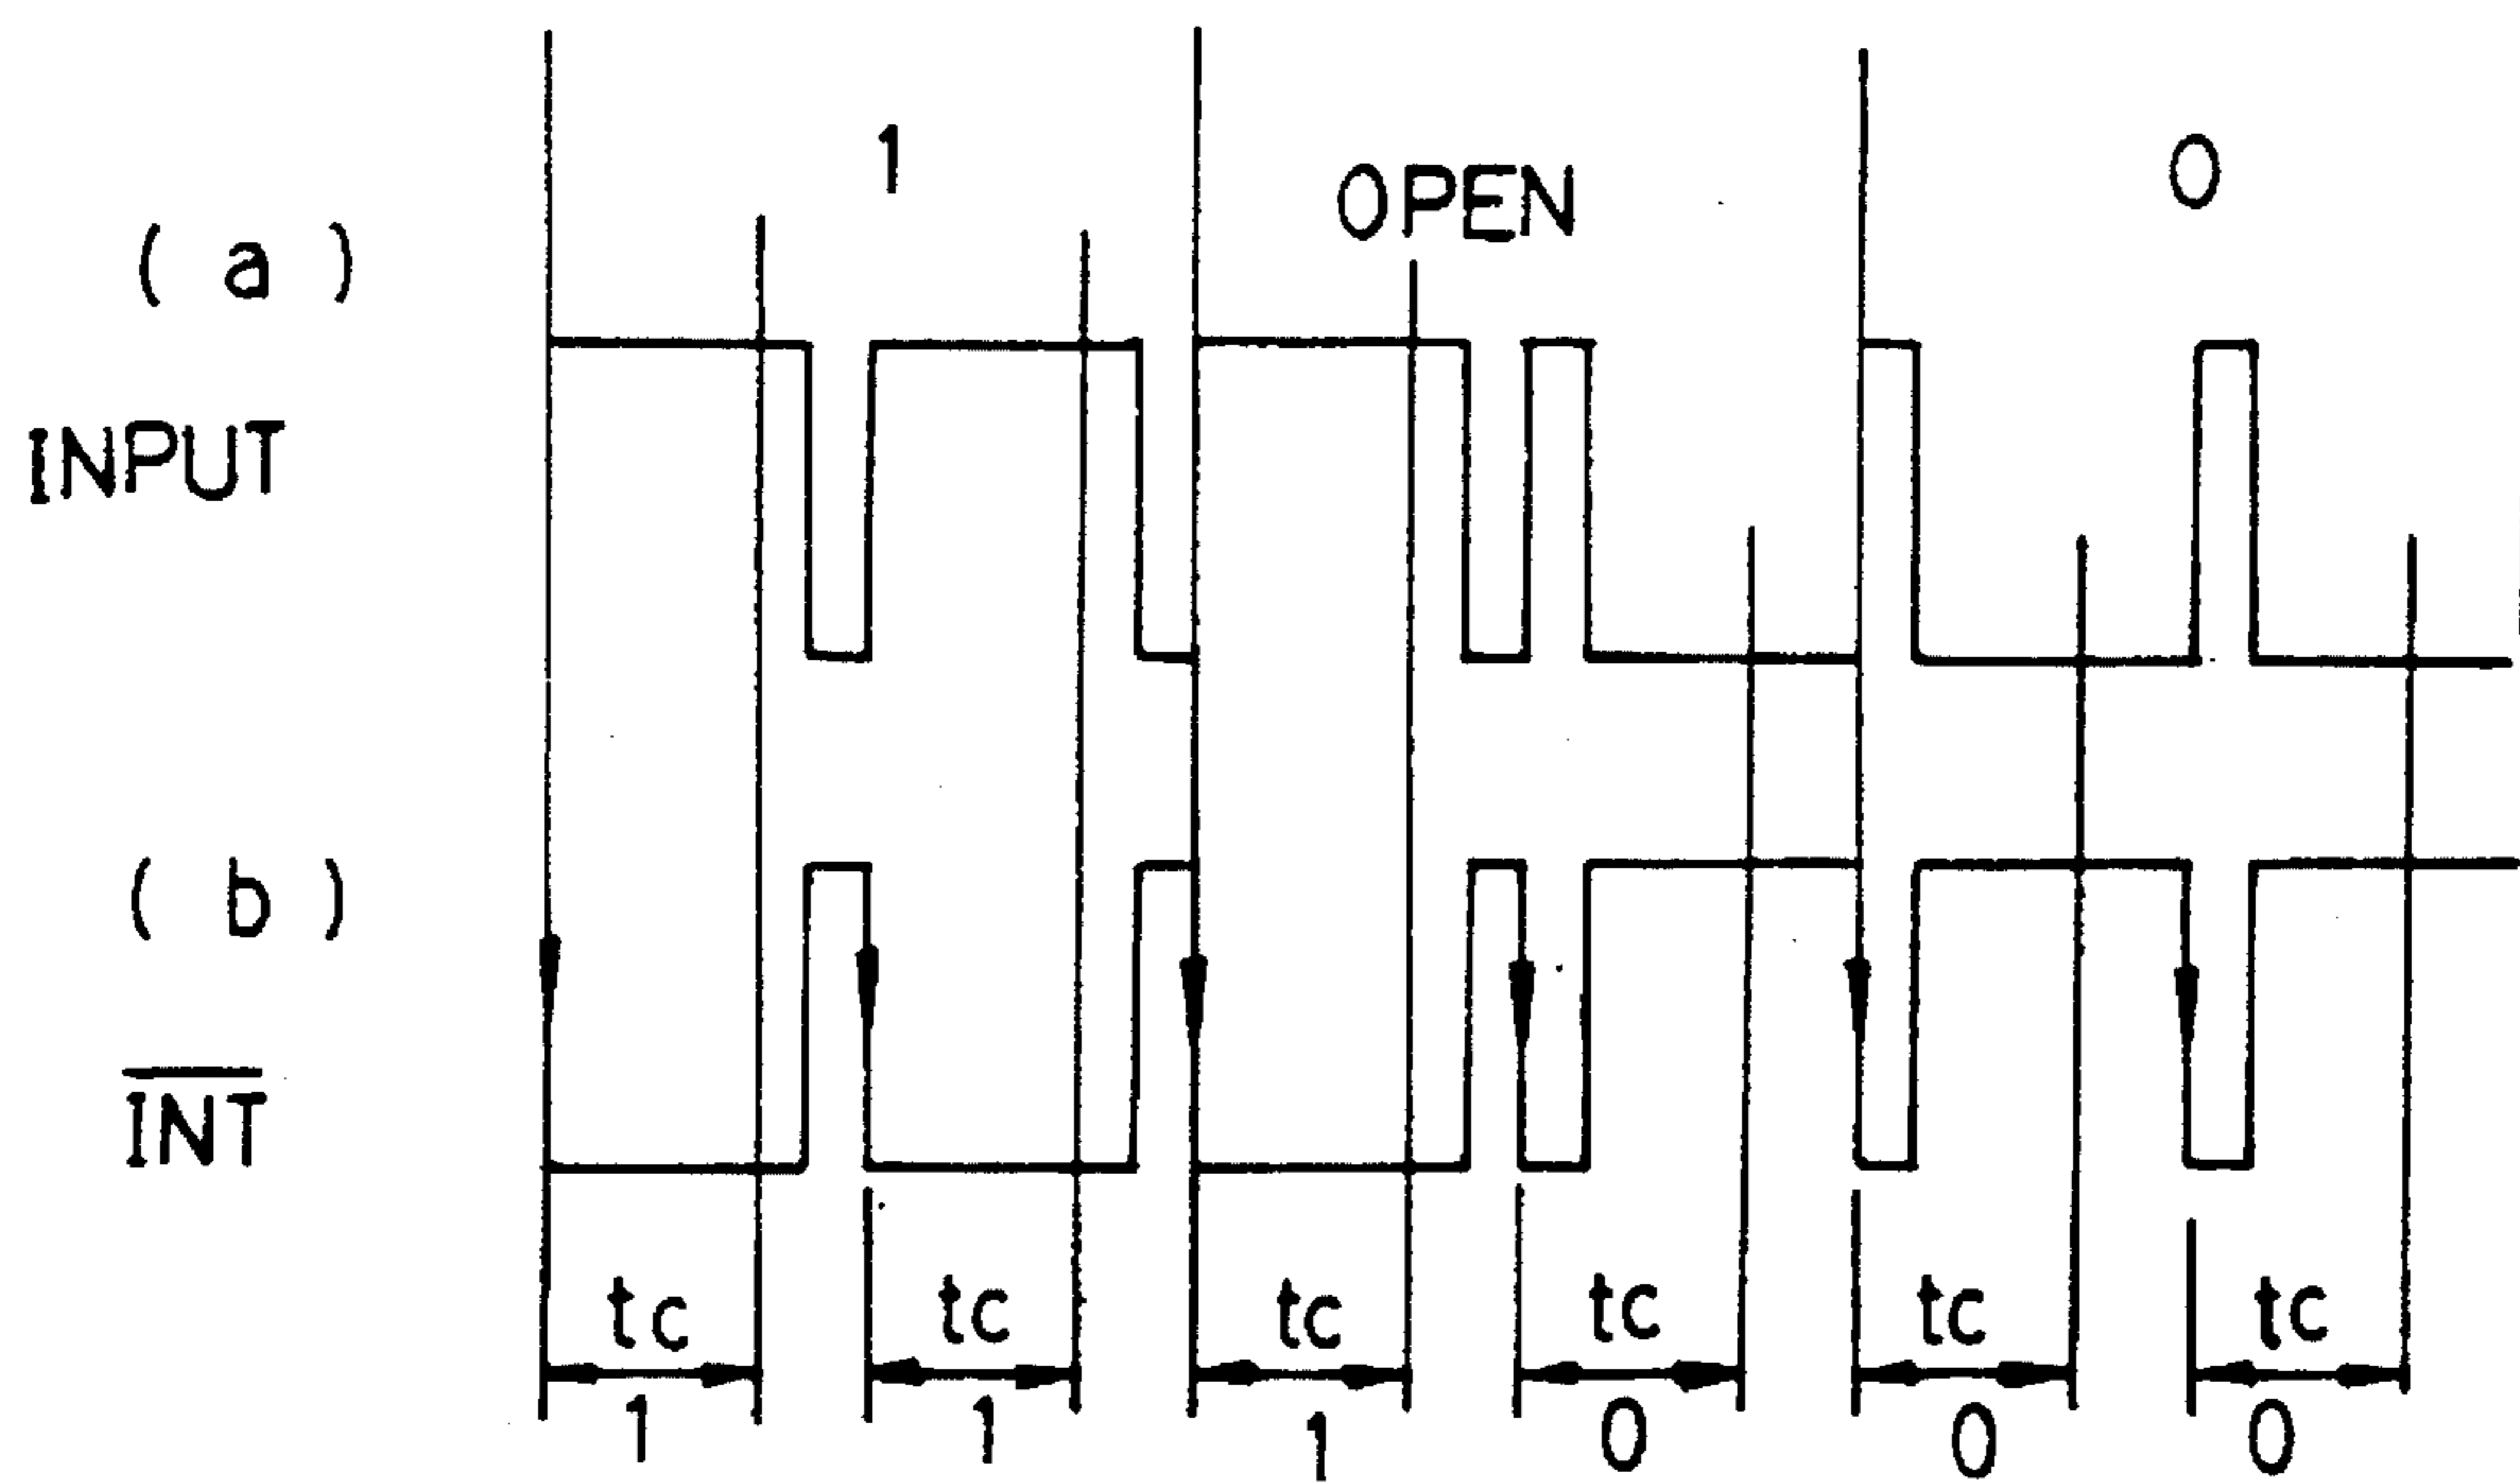 1 OPEN 0
( a )
INPUT
( b )
INT
tc tc tc tc tc tc
1 1 1 0 0 0